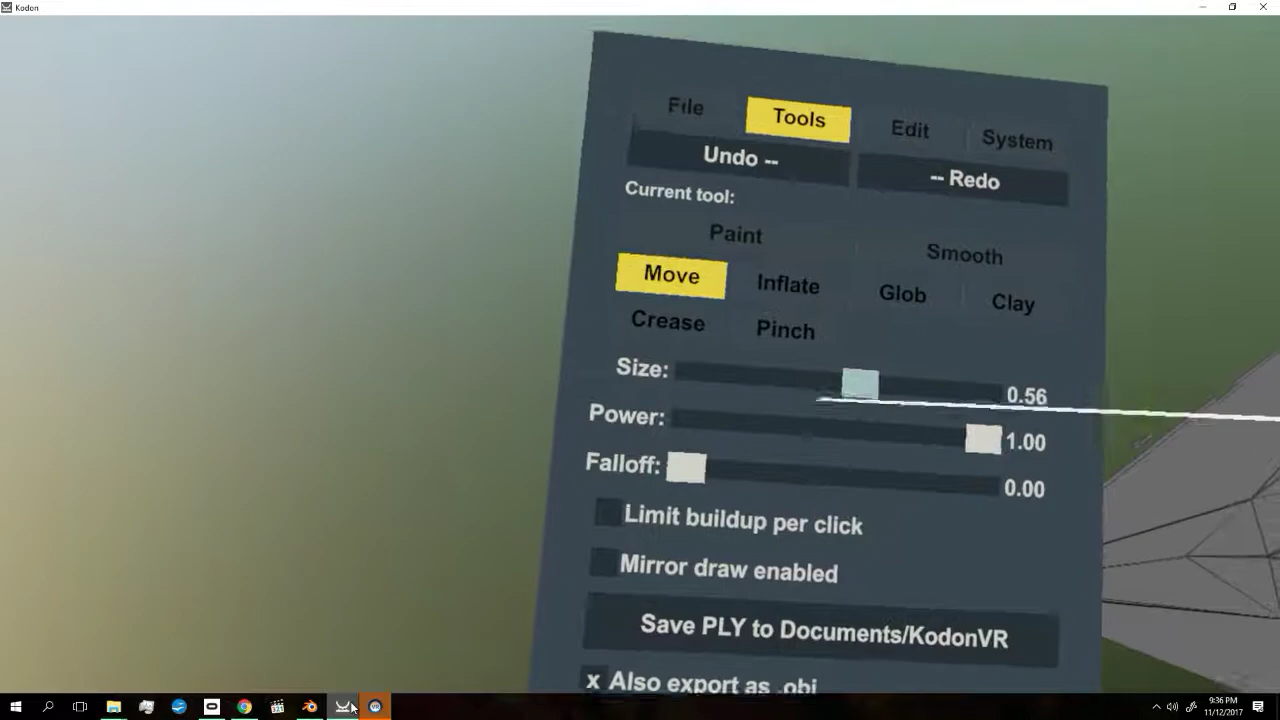 Kodon
File Tools Edit System
Undo -- -- Redo
Current tool:
Paint Smooth
Move Inflate Glob Clay
Crease Pinch
Size: 0.56
Power: 1.00
Falloff: 0.00
Limit buildup per click
Mirror draw enabled
Save PLY to Documents/KodonVR
x Also export as .obj
9:36 PM
11/12/2017